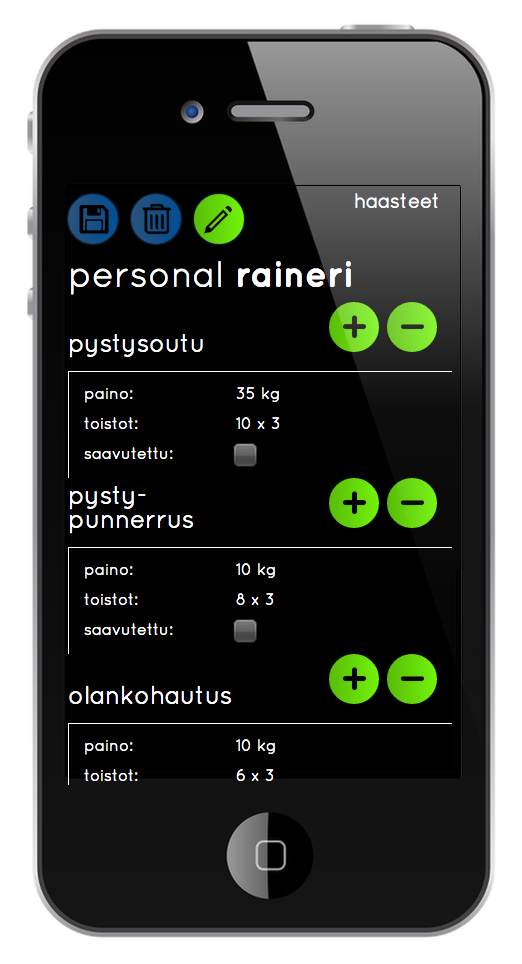 haasteet
personal raineri
pystysoutu
paino: 35 kg
toistot: 10 x 3
saavutettu:
pysty-
punnerrus
paino: 10 kg
toistot: 8 x 3
saavutettu:
olankohautus
paino: 10 kg
toistot: 6 x 3